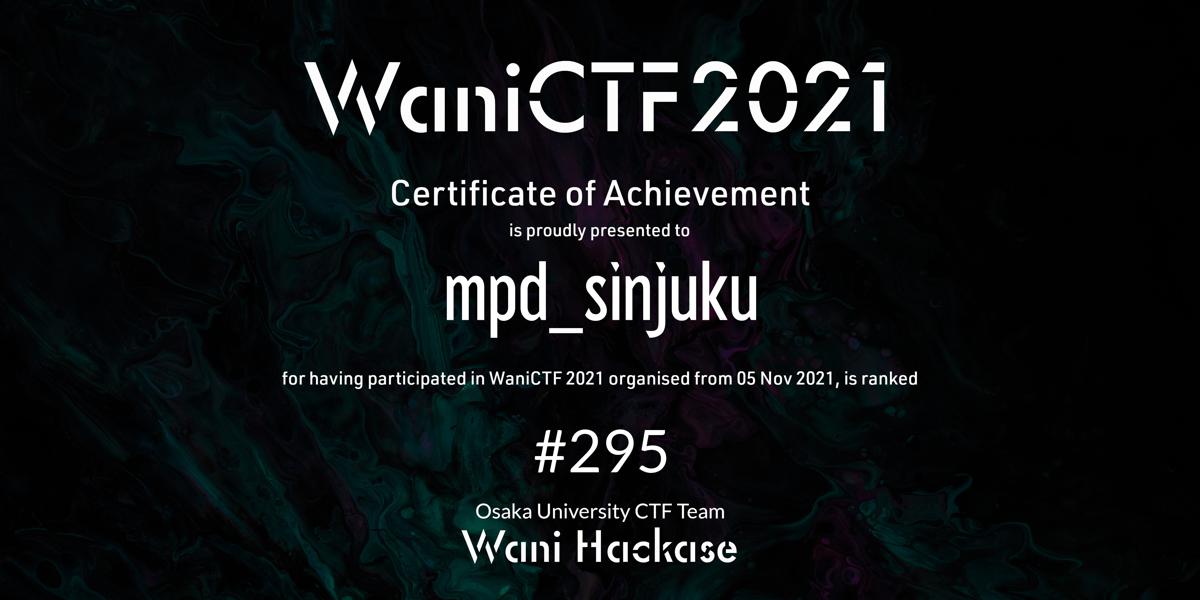 WaniCTF2021
Certificate of Achievement
is proudly presented to
mpd_sinjuku
for having participated in WaniCTF 2021 organised from 05 Nov 2021, is ranked
#295
Osaka University CTF Team
Wani Hackase